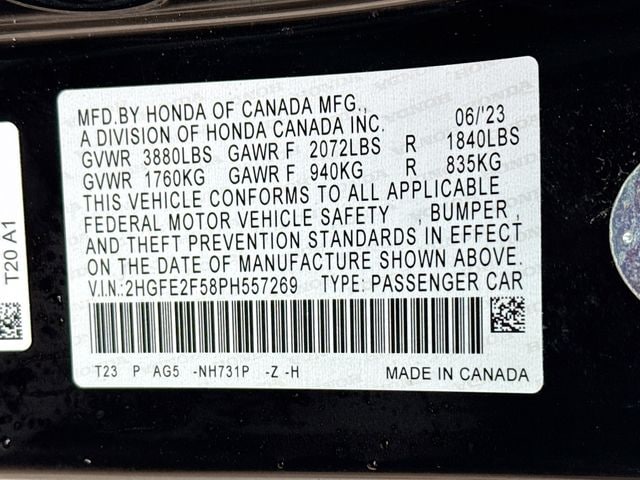 MFD.BY HONDA OF CANADA MFG.,
A DIVISION OF HONDA CANADA INC. 06/'23
GVWR 3880LBS GAWR F 2072LBS R 1840LBS
GVWR 1760KG GAWR F 940KG R 835KG
THIS VEHICLE CONFORMS TO ALL APPLICABLE
FEDERAL MOTOR VEHICLE SAFETY , BUMPER ,
AND THEFT PREVENTION STANDARDS IN EFFECT
ON THE DATE OF MANUFACTURE SHOWN ABOVE.
V.I.N.:2HGFE2F58PH557269 TYPE: PASSENGER CAR
T23 P AG5 -NH731P -Z -H MADE IN CANADA
T20 A1